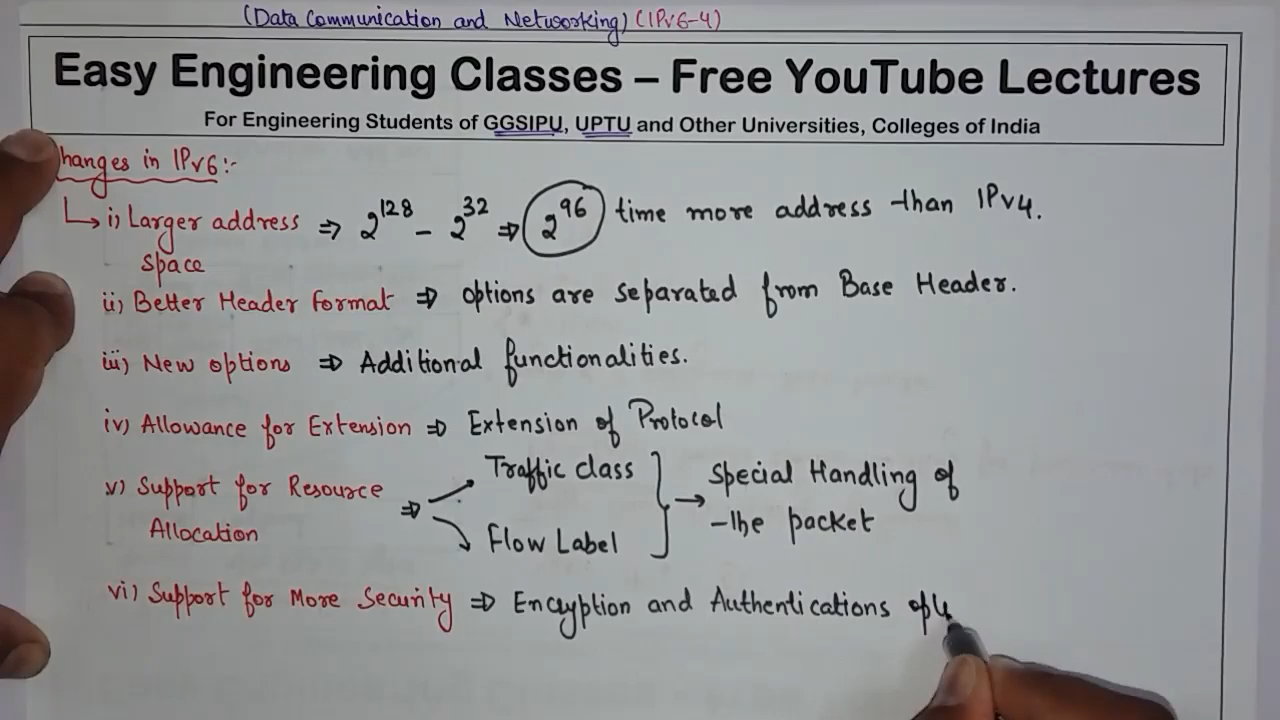 (Data Communication and Networking) (IPv6-4)
Easy Engineering Classes – Free YouTube Lectures
For Engineering Students of GGSIPU, UPTU and Other Universities, Colleges of India
hanges in IPv6:-
i) Larger address space ⇒ 2^128 - 2^32 ⇒ 2^96 time more address than IPv4.
ii) Better Header format ⇒ options are separated from Base Header.
iii) New options ⇒ Additional functionalities.
iv) Allowance for Extension ⇒ Extension of Protocol
v) Support for Resource Allocation ⇒ Traffic class
Flow Label
→ Special Handling of
the packet
vi) Support for More Security ⇒ Encryption and Authentications